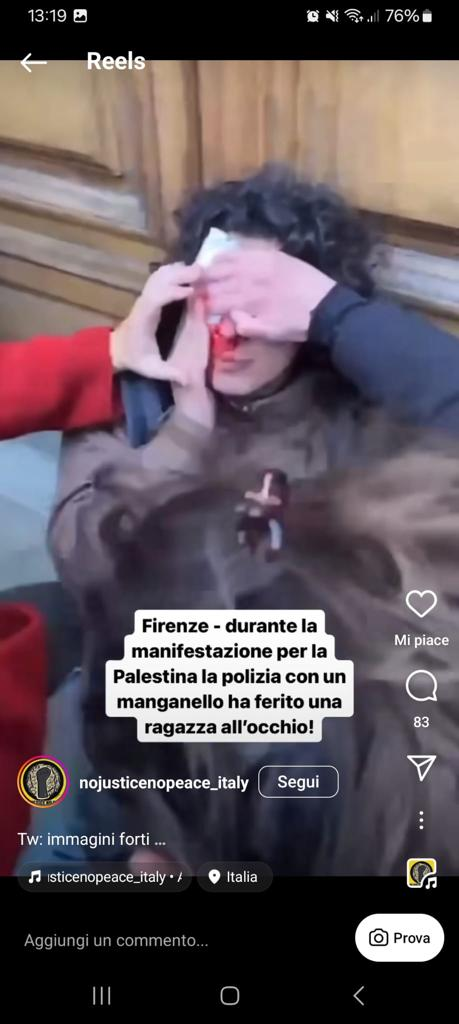 13:19
76%
Reels
Firenze - durante la
manifestazione per la
Palestina la polizia con un
manganello ha ferito una
ragazza all'occhio!
Mi piace
83
nojusticenopeace_italy
Segui
Tw: immagini forti ...
sticenopeace_italy •
Italia
Aggiungi un commento...
Prova